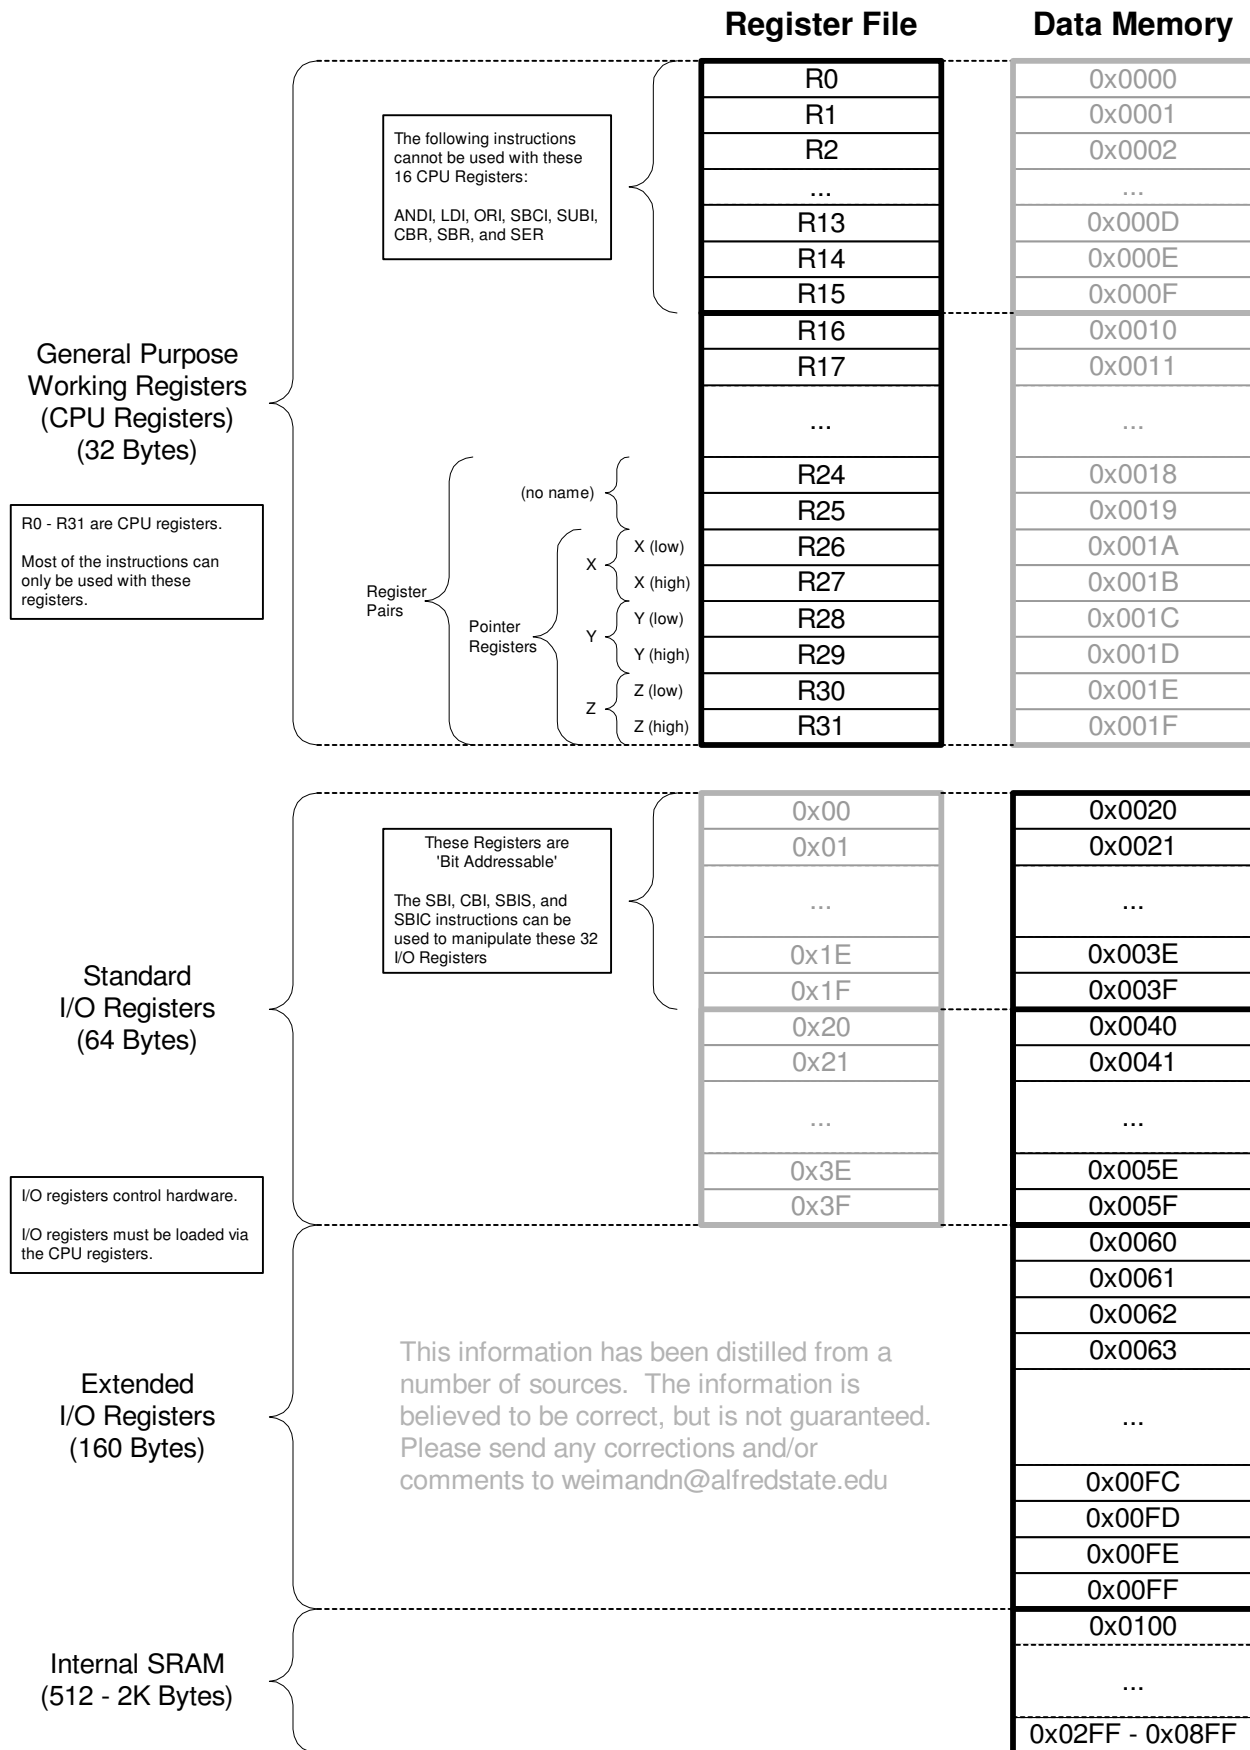 Register File
Data Memory
R0
0x0000
R1
0x0001
The following instructions
cannot be used with these
16 CPU Registers:
ANDI, LDI, ORI, SBCI, SUBI,
CBR, SBR, and SER
R2
0x0002
...
...
R13
0x000D
R14
0x000E
R15
0x000F
R16
0x0010
R17
0x0011
General Purpose
Working Registers
(CPU Registers)
(32 Bytes)
...
...
R0 - R31 are CPU registers.
Most of the instructions can
only be used with these
registers.
Register
Pairs
Pointer
Registers
(no name)
R24
0x0018
R25
0x0019
X
X (low)
R26
0x001A
X (high)
R27
0x001B
Y
Y (low)
R28
0x001C
Y (high)
R29
0x001D
Z
Z (low)
R30
0x001E
Z (high)
R31
0x001F
0x00
0x0020
0x01
0x0021
These Registers are
'Bit Addressable'
The SBI, CBI, SBIS, and
SBIC instructions can be
used to manipulate these 32
I/O Registers
...
...
0x1E
0x003E
0x1F
0x003F
Standard
I/O Registers
(64 Bytes)
0x20
0x0040
0x21
0x0041
...
...
0x3E
0x005E
0x3F
0x005F
I/O registers control hardware.
I/O registers must be loaded via
the CPU registers.
0x0060
0x0061
0x0062
0x0063
This information has been distilled from a
number of sources. The information is
believed to be correct, but is not guaranteed.
Please send any corrections and/or
comments to weimandn@alfredstate.edu
Extended
I/O Registers
(160 Bytes)
...
0x00FC
0x00FD
0x00FE
0x00FF
0x0100
Internal SRAM
(512 - 2K Bytes)
...
0x02FF - 0x08FF